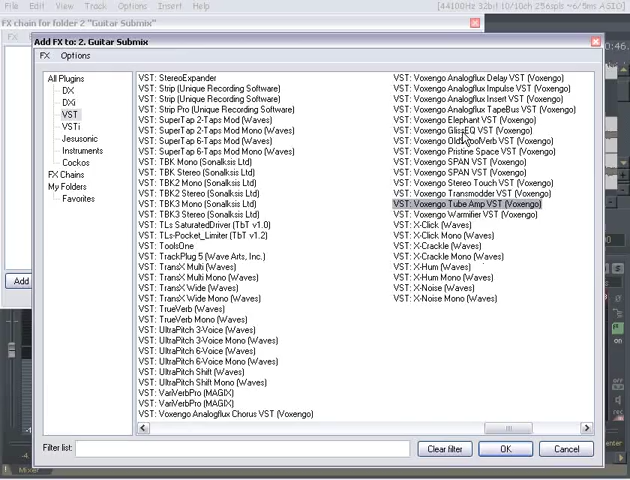 File Edit View Track Options Insert Help [44100Hz 32bit 10/10ch 256spls ~6/5ms ASIO]
FX chain for folder 2 "Guitar Submix"
Add FX to: 2. Guitar Submix
FX Options
All Plugins
DX
DXi
VST
VSTi
Jesusonic
Instruments
Cockos
FX Chains
My Folders
Favorites
VST: StereoExpander
VST: Strip (Unique Recording Software)
VST: Strip (Unique Recording Software)
VST: Strip Pro (Unique Recording Software)
VST: SuperTap 2-Taps Mod (Waves)
VST: SuperTap 2-Taps Mod Mono (Waves)
VST: SuperTap 6-Taps Mod (Waves)
VST: SuperTap 6-Taps Mod Mono (Waves)
VST: TBK Mono (Sonalksis Ltd)
VST: TBK Stereo (Sonalksis Ltd)
VST: TBK2 Mono (Sonalksis Ltd)
VST: TBK2 Stereo (Sonalksis Ltd)
VST: TBK3 Mono (Sonalksis Ltd)
VST: TBK3 Stereo (Sonalksis Ltd)
VST: TLs SaturatedDriver (TbT v1.0)
VST: TLs-Pocket_Limiter (TbT v1.2)
VST: ToolsOne
VST: TrackPlug 5 (Wave Arts, Inc.)
VST: TransX Multi (Waves)
VST: TransX Multi Mono (Waves)
VST: TransX Wide (Waves)
VST: TransX Wide Mono (Waves)
VST: TrueVerb (Waves)
VST: TrueVerb Mono (Waves)
VST: UltraPitch 3-Voice (Waves)
VST: UltraPitch 3-Voice Mono (Waves)
VST: UltraPitch 6-Voice (Waves)
VST: UltraPitch 6-Voice Mono (Waves)
VST: UltraPitch Shift (Waves)
VST: UltraPitch Shift Mono (Waves)
VST: VariVerbPro (MAGIX)
VST: VariVerbPro (MAGIX)
VST: Voxengo Analogflux Chorus VST (Voxengo)
VST: Voxengo Analogflux Delay VST (Voxengo)
VST: Voxengo Analogflux Impulse VST (Voxengo)
VST: Voxengo Analogflux Insert VST (Voxengo)
VST: Voxengo Analogflux TapeBus VST (Voxengo)
VST: Voxengo Elephant VST (Voxengo)
VST: Voxengo GlissEQ VST (Voxengo)
VST: Voxengo VST (Voxengo)
VST: Voxengo Pristine Space VST (Voxengo)
VST: Voxengo SPAN VST (Voxengo)
VST: Voxengo SPAN VST (Voxengo)
VST: Voxengo Stereo Touch VST (Voxengo)
VST: Voxengo Transmodder VST (Voxengo)
VST: Voxengo Tube Amp VST (Voxengo)
VST: Voxengo Warmifier VST (Voxengo)
VST: X-Click (Waves)
VST: X-Click Mono (Waves)
VST: X-Crackle (Waves)
VST: X-Crackle Mono (Waves)
VST: X-Hum (Waves)
VST: X-Hum Mono (Waves)
VST: X-Noise (Waves)
VST: X-Noise Mono (Waves)
Add
Filter list:
Clear filter
OK
Cancel
Mixer
on
off